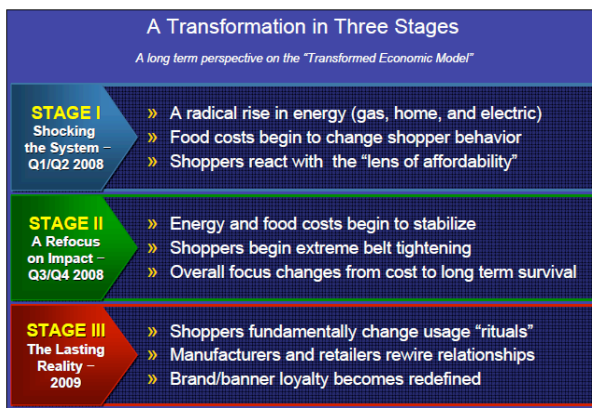 A Transformation in Three Stages
A long term perspective on the "Transformed Economic Model"
STAGE I
Shocking
the System –
Q1/Q2 2008
» A radical rise in energy (gas, home, and electric)
» Food costs begin to change shopper behavior
» Shoppers react with the "lens of affordability"
STAGE II
A Refocus
on Impact –
Q3/Q4 2008
» Energy and food costs begin to stabilize
» Shoppers begin extreme belt tightening
» Overall focus changes from cost to long term survival
STAGE III
The Lasting
Reality –
2009
» Shoppers fundamentally change usage "rituals"
» Manufacturers and retailers rewire relationships
» Brand/banner loyalty becomes redefined